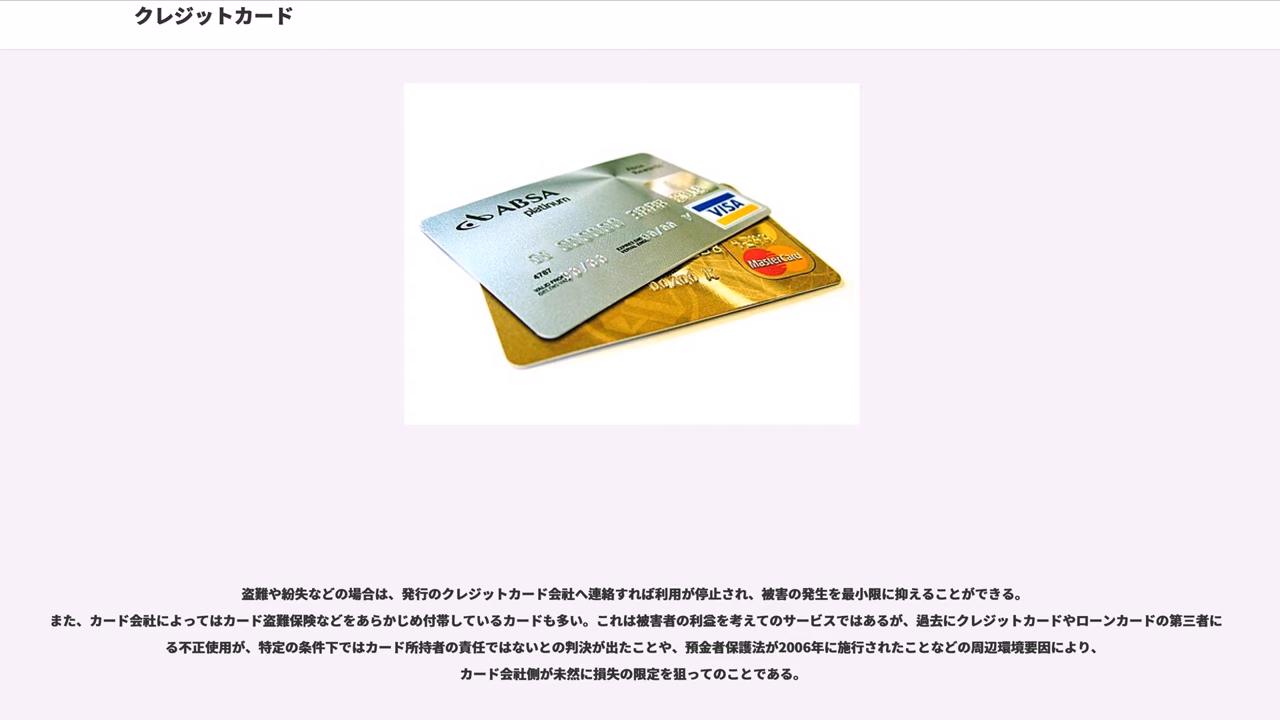 クレジットカード
ABSA
platinum
VISA
4787
MasterCard
盗難や紛失などの場合は、発行のクレジットカード会社へ連絡すれば利用が停止され、被害の発生を最小限に抑えることができる。
また、カード会社によってはカード盗難保険などをあらかじめ付帯しているカードも多い。これは被害者の利益を考えてのサービスではあるが、過去にクレジットカードやローンカードの第三者に
る不正使用が、特定の条件下ではカード所持者の責任ではないとの判決が出たことや、預金者保護法が2006年に施行されたことなどの周辺環境要因により、
カード会社側が未然に損失の限定を狙ってのことである。